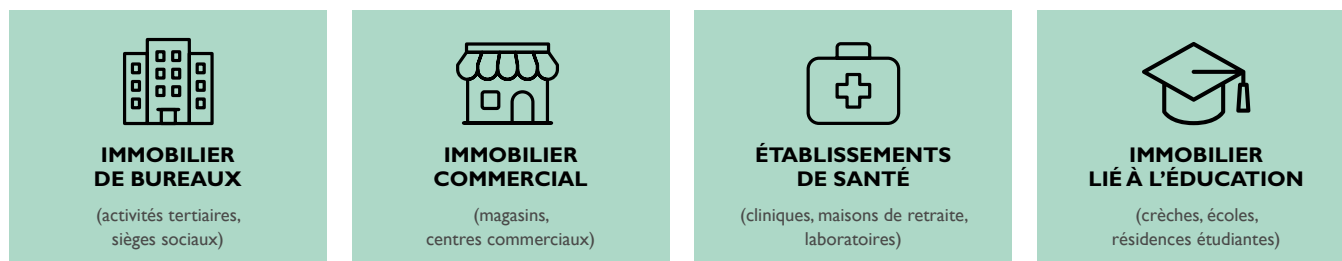 IMMOBILIER
DE BUREAUX
(activités tertiaires,
sièges sociaux)
IMMOBILIER
COMMERCIAL
(magasins,
centres commerciaux)
ÉTABLISSEMENTS
DE SANTÉ
(cliniques, maisons de retraite,
laboratoires)
IMMOBILIER
LIÉ À L’ÉDUCATION
(crèches, écoles,
résidences étudiantes)